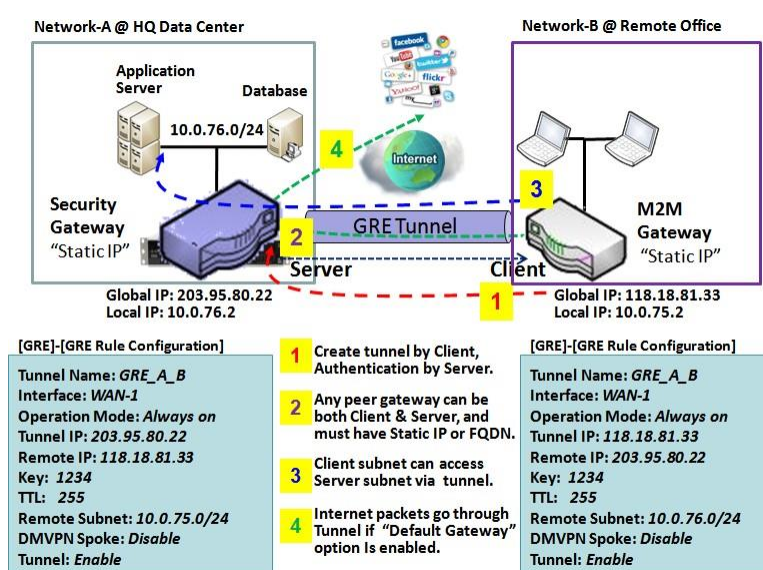 Network-A @ HQ Data Center
Network-B @ Remote Office
Application
Server
Database
10.0.76.0/24
facebook
YouTube
twitter
Google+
flickr
YAHOO!
my
4
Internet
3
Security
Gateway
"Static IP"
GRE Tunnel
2
M2M
Gateway
"Static IP"
Server
Client
1
Global IP: 203.95.80.22
Local IP: 10.0.76.2
Global IP: 118.18.81.33
Local IP: 10.0.75.2
[GRE]-[GRE Rule Configuration]
Tunnel Name: GRE_A_B
Interface: WAN-1
Operation Mode: Always on
Tunnel IP: 203.95.80.22
Remote IP: 118.18.81.33
Key: 1234
TTL: 255
Remote Subnet: 10.0.75.0/24
DMVPN Spoke: Disable
Tunnel: Enable
1 Create tunnel by Client,
Authentication by Server.
2 Any peer gateway can be
both Client & Server, and
must have Static IP or FQDN.
3 Client subnet can access
Server subnet via tunnel.
4 Internet packets go through
Tunnel if "Default Gateway"
option Is enabled.
[GRE]-[GRE Rule Configuration]
Tunnel Name: GRE_A_B
Interface: WAN-1
Operation Mode: Always on
Tunnel IP: 118.18.81.33
Remote IP: 203.95.80.22
Key: 1234
TTL: 255
Remote Subnet: 10.0.76.0/24
DMVPN Spoke: Disable
Tunnel: Enable